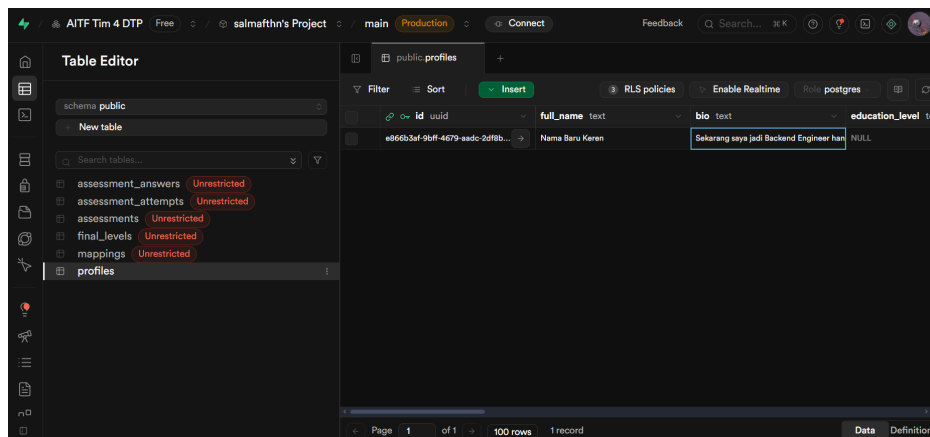 AITF Tim 4 DTP Free salmafthn's Project main Production Connect Feedback Search... ⌘K
Table Editor
public.profiles
Filter Sort Insert 3 RLS policies Enable Realtime Role postgres
schema public
New table
id uuid full_name text bio text education_level t
e866b3af-9bff-4679-aadc-2df8b... Nama Baru Keren Sekarang saya jadi Backend Engineer han NULL
Search tables...
assessment_answers Unrestricted
assessment_attempts Unrestricted
assessments Unrestricted
final_levels Unrestricted
mappings Unrestricted
profiles
Page 1 of 1 100 rows 1 record Data Definition